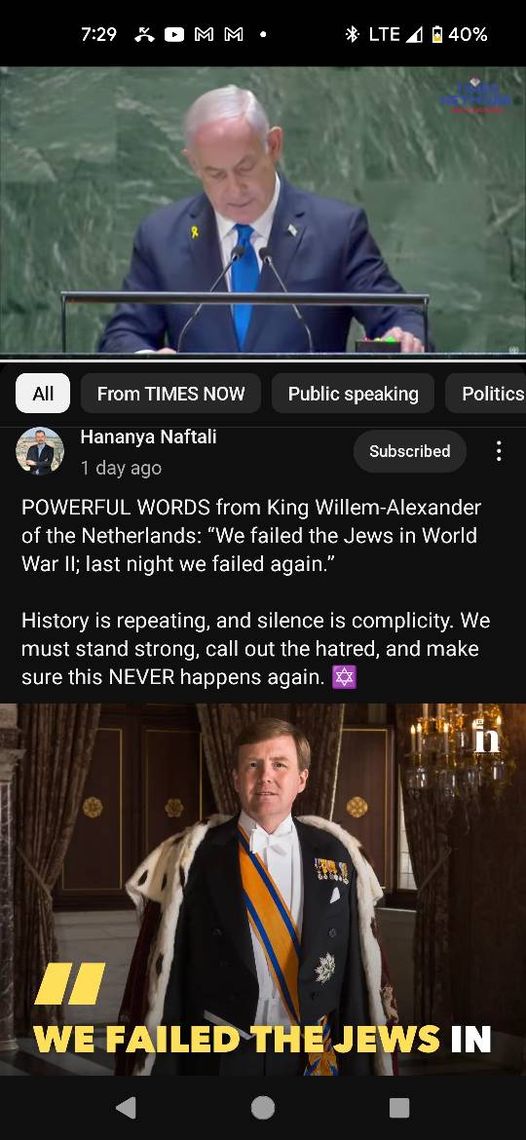 7:29
LTE
40%
All
From TIMES NOW
Public speaking
Politics
Hananya Naftali
1 day ago
Subscribed
POWERFUL WORDS from King Willem-Alexander
of the Netherlands: “We failed the Jews in World
War II; last night we failed again.”
History is repeating, and silence is complicity. We
must stand strong, call out the hatred, and make
sure this NEVER happens again. ✡️
in
WE FAILED THE JEWS IN